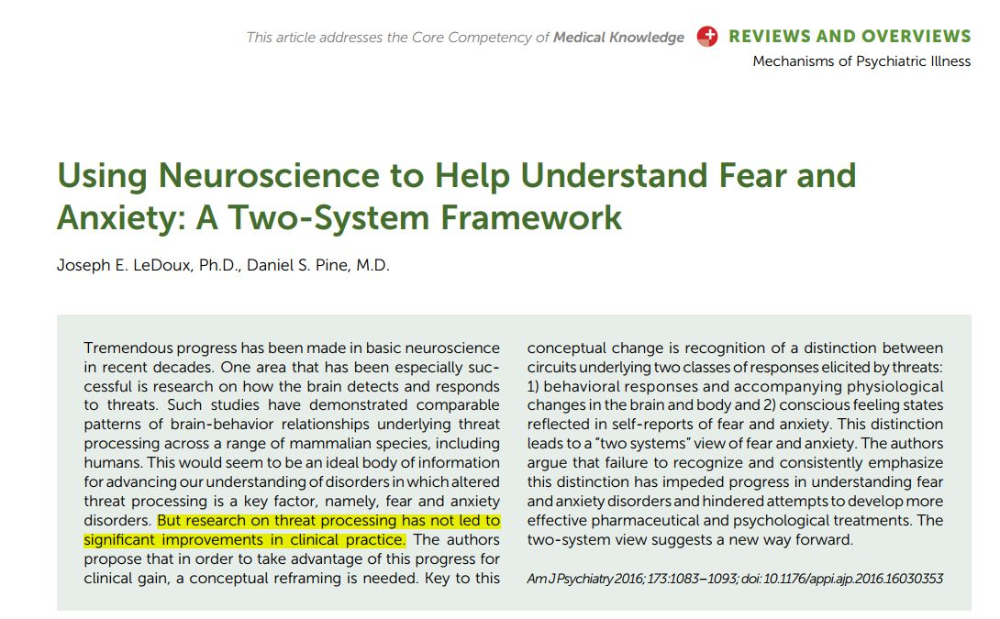 This article addresses the Core Competency of Medical Knowledge
REVIEWS AND OVERVIEWS
Mechanisms of Psychiatric Illness
Using Neuroscience to Help Understand Fear and
Anxiety: A Two-System Framework
Joseph E. LeDoux, Ph.D., Daniel S. Pine, M.D.
Tremendous progress has been made in basic neuroscience
in recent decades. One area that has been especially suc-
cessful is research on how the brain detects and responds
to threats. Such studies have demonstrated comparable
patterns of brain-behavior relationships underlying threat
processing across a range of mammalian species, including
humans. This would seem to be an ideal body of information
for advancing our understanding of disorders in which altered
threat processing is a key factor, namely, fear and anxiety
disorders. But research on threat processing has not led to
significant improvements in clinical practice. The authors
propose that in order to take advantage of this progress for
clinical gain, a conceptual reframing is needed. Key to this
conceptual change is recognition of a distinction between
circuits underlying two classes of responses elicited by threats:
1) behavioral responses and accompanying physiological
changes in the brain and body and 2) conscious feeling states
reflected in self-reports of fear and anxiety. This distinction
leads to a “two systems” view of fear and anxiety. The authors
argue that failure to recognize and consistently emphasize
this distinction has impeded progress in understanding fear
and anxiety disorders and hindered attempts to develop more
effective pharmaceutical and psychological treatments. The
two-system view suggests a new way forward.
Am J Psychiatry 2016; 173:1083–1093; doi: 10.1176/appi.ajp.2016.16030353